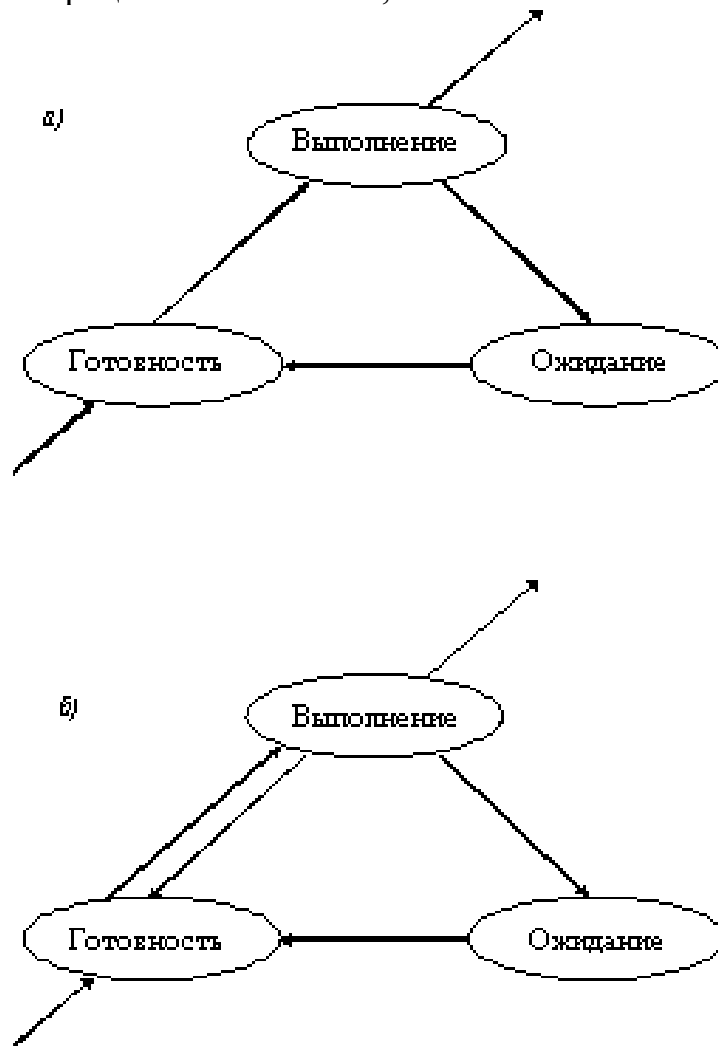 а)
Выполнение
Готовность
Ожидание
б)
Выполнение
Готовность
Ожидание